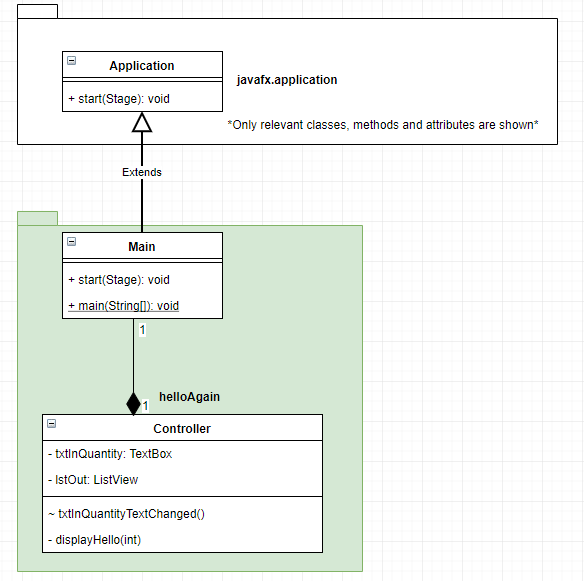 Application
+ start(Stage): void
javafx.application
*Only relevant classes, methods and attributes are shown*
Extends
Main
+ start(Stage): void
+ main(String[]): void
1
1
helloAgain
Controller
- txtInQuantity: TextBox
- lstOut: ListView
~ txtInQuantityTextChanged()
- displayHello(int)